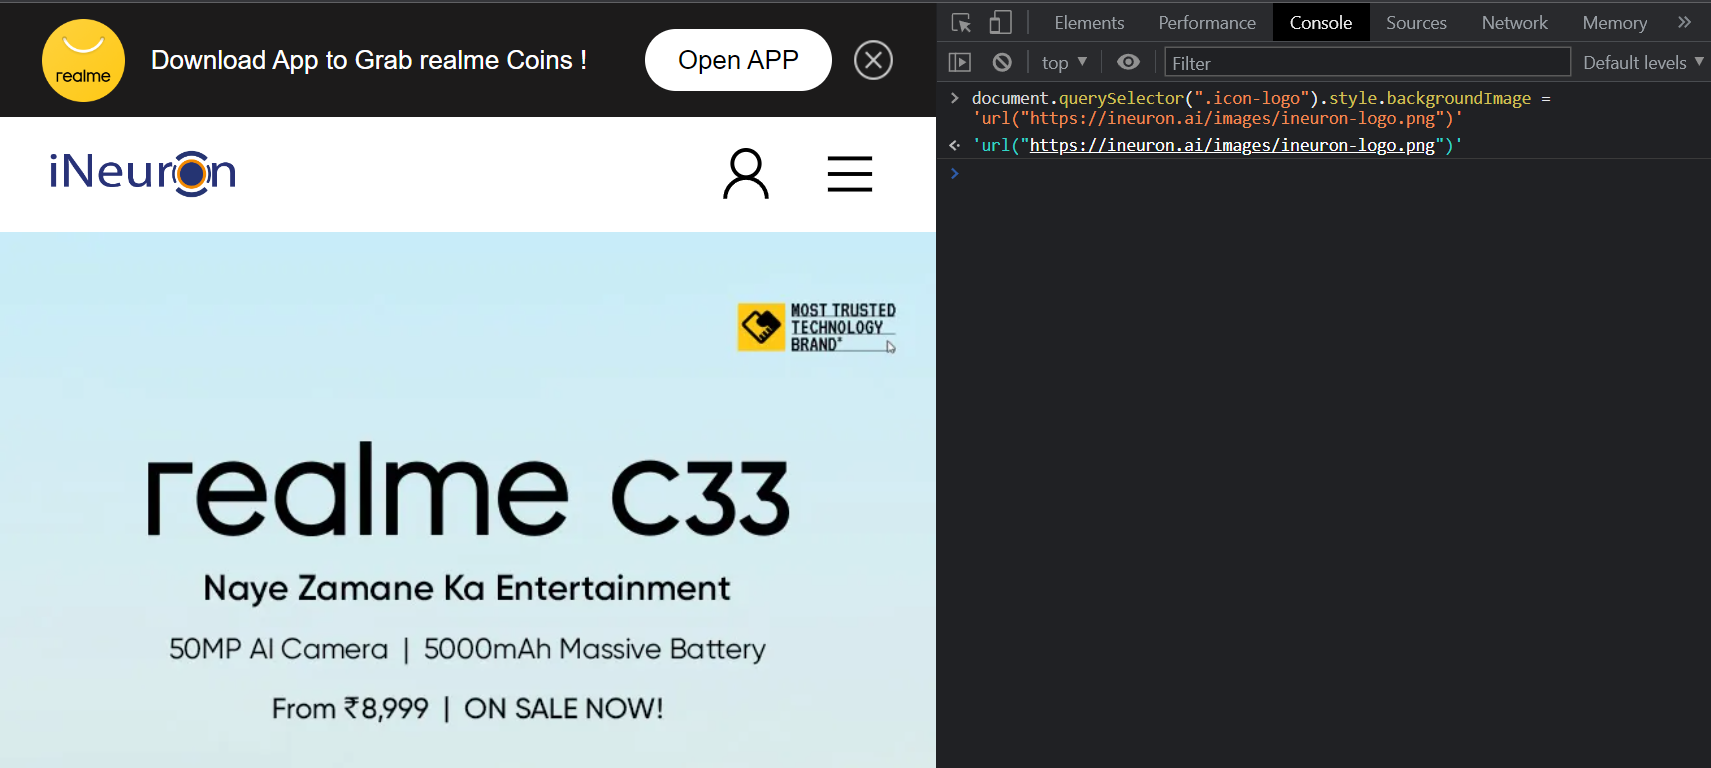 realme
Download App to Grab realme Coins !
Open APP
iNeuron
MOST TRUSTED
TECHNOLOGY
BRAND*
realme C33
Naye Zamane Ka Entertainment
50MP AI Camera | 5000mAh Massive Battery
From ₹8,999 | ON SALE NOW!
Elements Performance Console Sources Network Memory »
top ▼ Filter Default levels ▼
document.querySelector(".icon-logo").style.backgroundImage =
'url("https://ineuron.ai/images/ineuron-logo.png")'
'url("https://ineuron.ai/images/ineuron-logo.png")'